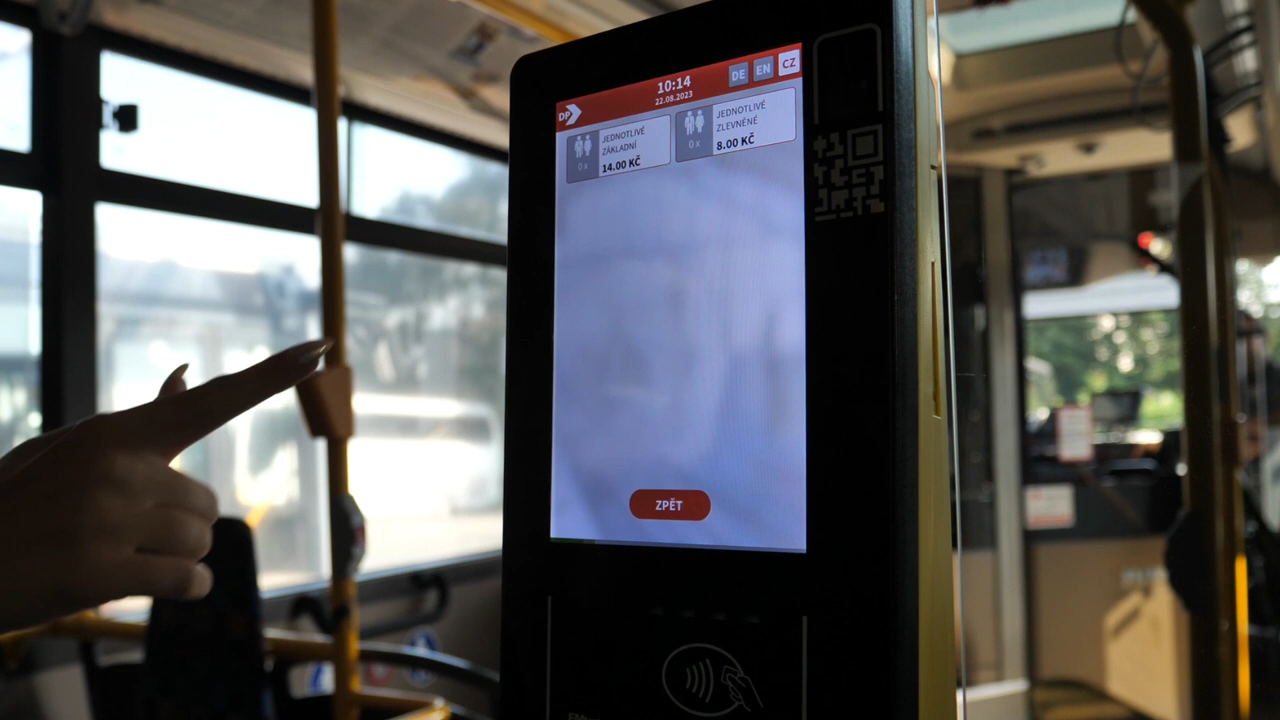 DP
10:14
22.08.2023
DE EN CZ
JEDNOTLIVÉ
ZÁKLADNÍ
0 x
14.00 KČ
JEDNOTLIVÉ
ZLEVNĚNÉ
0 x
8.00 KČ
ZPĚT